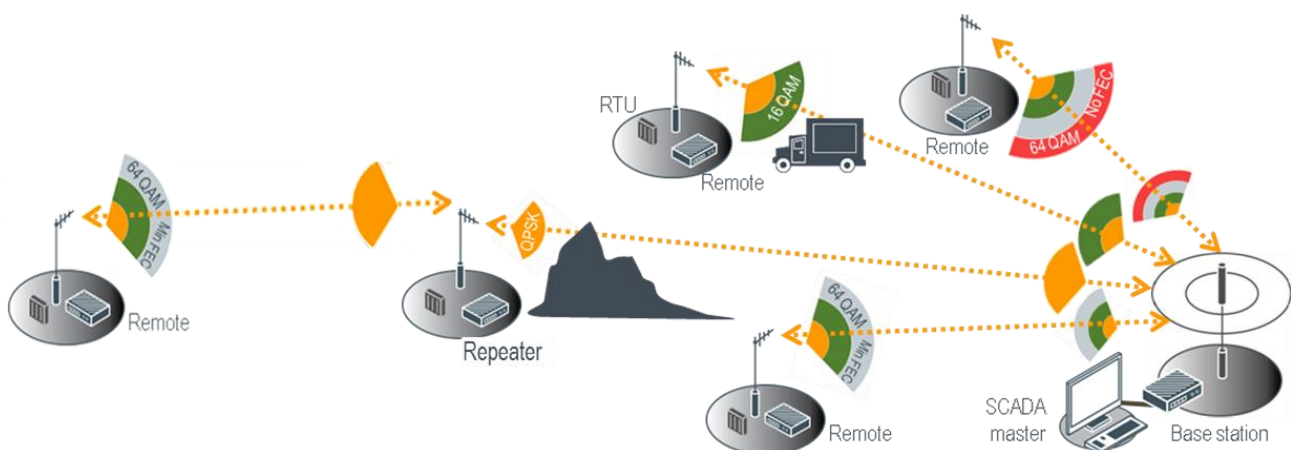 Remote
No FEC
64 QAM
RTU
16 QAM
Remote
64 QAM
Min FEC
Remote
QPSK
Repeater
64 QAM
Min FEC
Remote
SCADA
master
Base station